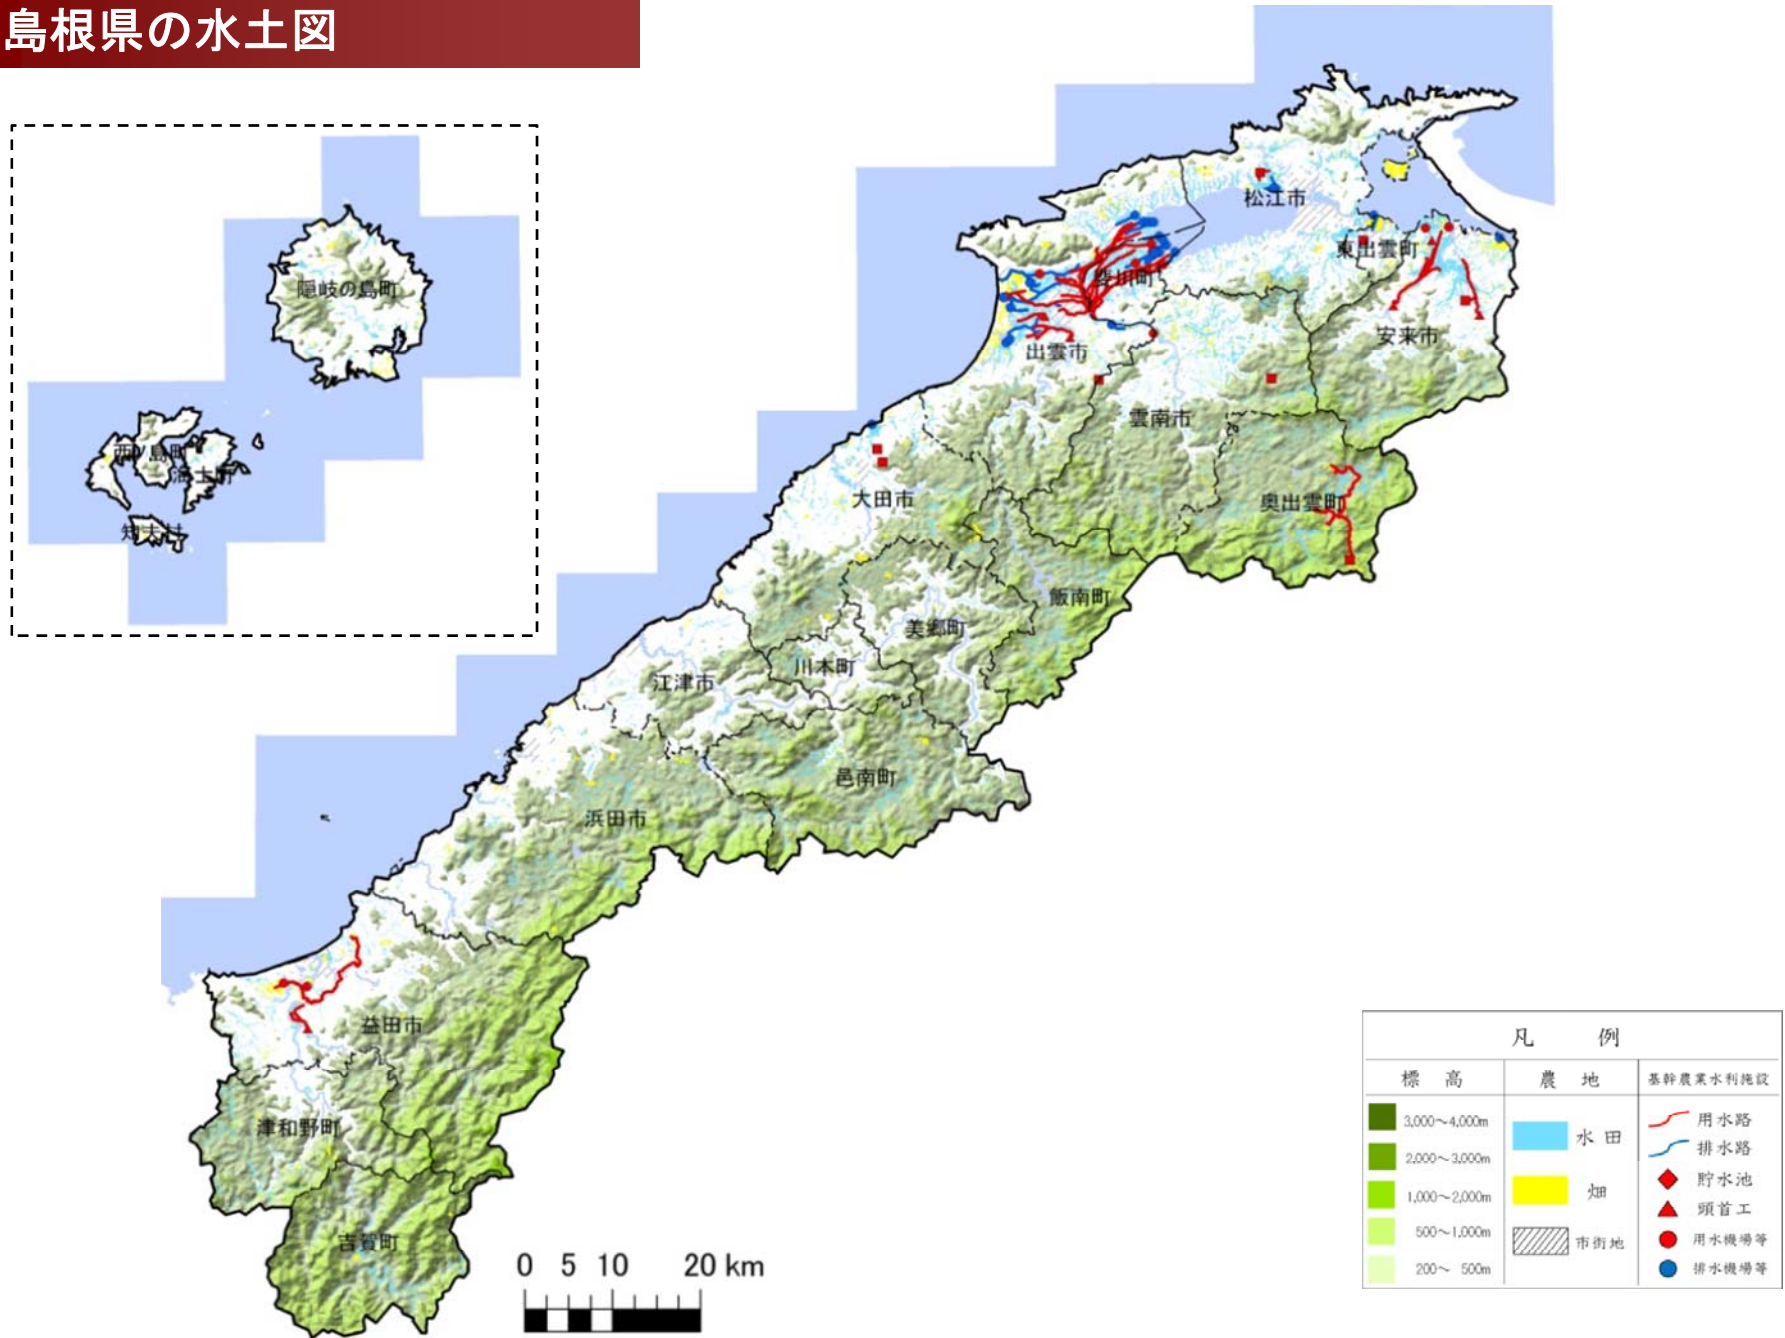 島根県の水土図
隠岐の島町
西ノ島町
海士町
知夫村
松江市
東出雲町
斐川町
安来市
出雲市
雲南市
奥出雲町
大田市
飯南町
美郷町
川本町
江津市
邑南町
浜田市
益田市
津和野町
吉賀町
0 5 10 20 km
凡 例
標 高 農 地 基幹農業水利施設
3,000～4,000m
2,000～3,000m
1,000～2,000m
500～1,000m
200～ 500m
水 田
畑
市街地
用水路
排水路
貯水池
頭首工
用水機場等
排水機場等